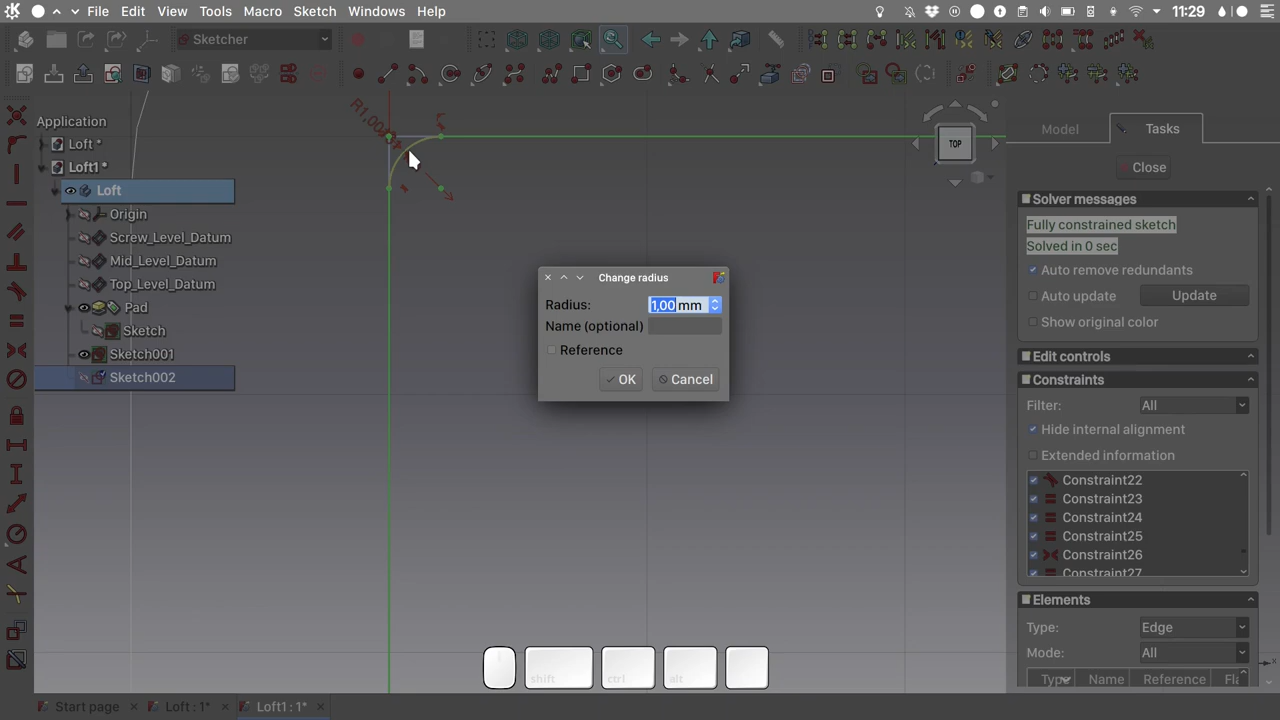 File Edit View Tools Macro Sketch Windows Help
11:29
Sketcher
Application
Loft *
Loft1 *
Loft
Origin
Screw_Level_Datum
Mid_Level_Datum
Top_Level_Datum
Pad
Sketch
Sketch001
Sketch002
TOP
Change radius
Radius: 1,00 mm
Name (optional)
Reference
OK Cancel
shift ctrl alt
Model Tasks
Close
Solver messages
Fully constrained sketch
Solved in 0 sec
Auto remove redundants
Auto update Update
Show original color
Edit controls
Constraints
Filter: All
Hide internal alignment
Extended information
Constraint22
Constraint23
Constraint24
Constraint25
Constraint26
Constraint27
Elements
Type: Edge
Mode: All
Type Name Reference
Start page Loft : 1* Loft1 : 1*